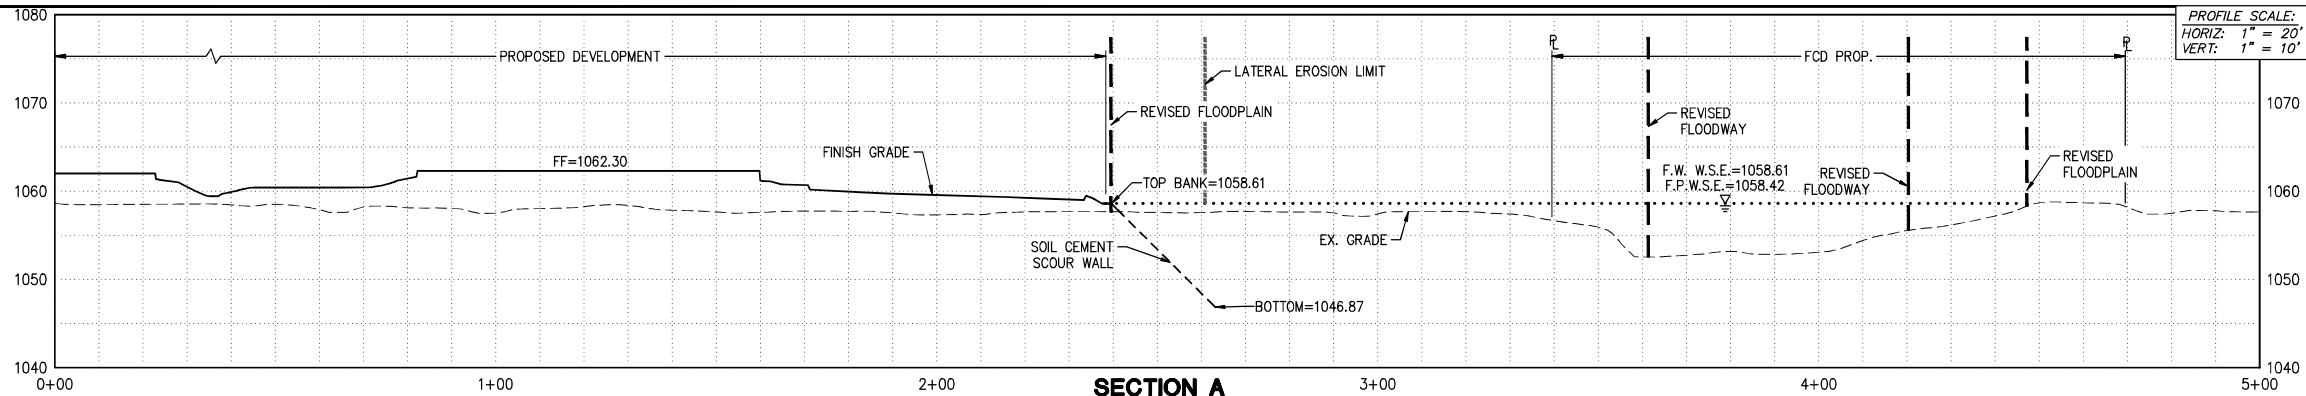 1080
PROFILE SCALE:
HORIZ: 1" = 20'
VERT: 1" = 10'
PROPOSED DEVELOPMENT
PL
FCD PROP.
PL
LATERAL EROSION LIMIT
1070
1070
REVISED FLOODPLAIN
REVISED
FLOODWAY
FF=1062.30
FINISH GRADE
F.W. W.S.E.=1058.61
F.P.W.S.E.=1058.42
REVISED
FLOODWAY
REVISED
FLOODPLAIN
1060
TOP BANK=1058.61
1060
SOIL CEMENT
SCOUR WALL
EX. GRADE
1050
BOTTOM=1046.87
1050
1040
1040
0+00
1+00
2+00
SECTION A
3+00
4+00
5+00